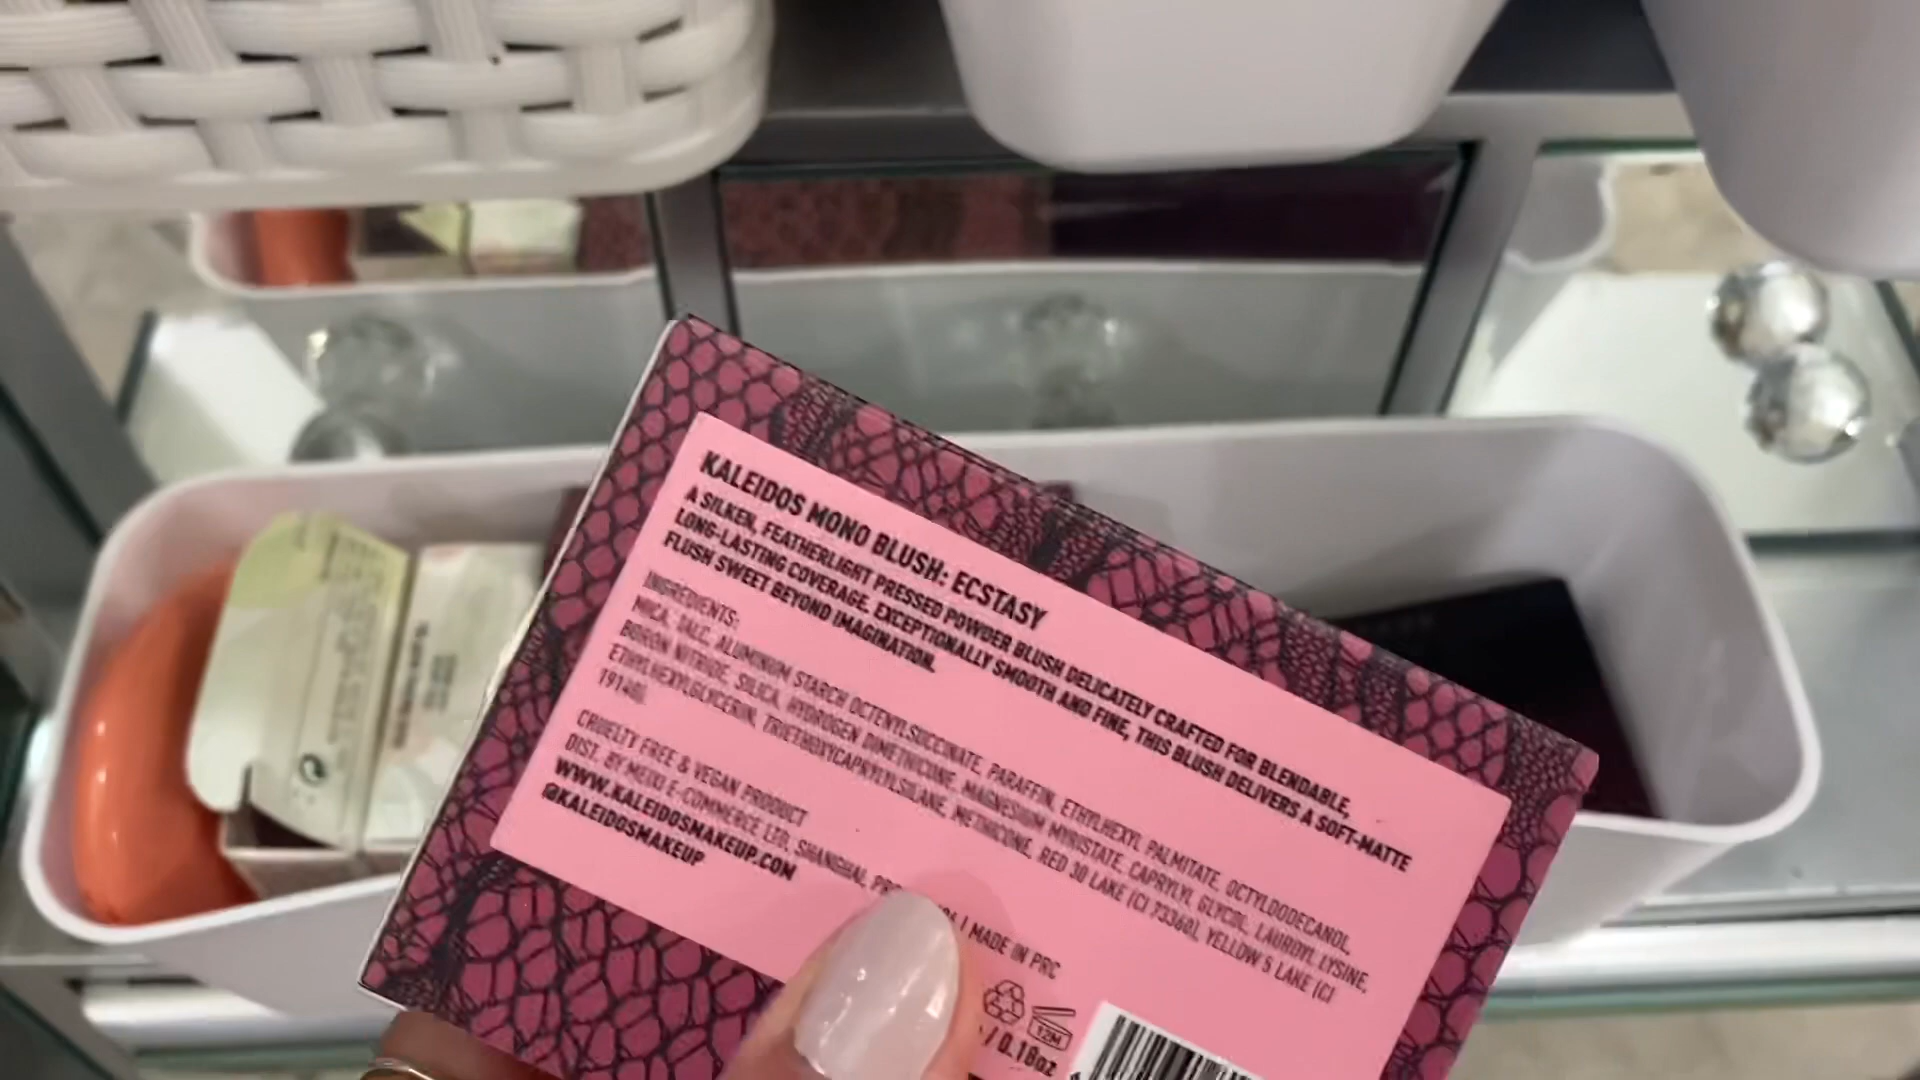 KALEIDOS MONO BLUSH: ECSTASY
A SILKEN, FEATHERLIGHT PRESSED POWDER BLUSH DELICATELY CRAFTED FOR BLENDABLE,
LONG-LASTING COVERAGE. EXCEPTIONALLY SMOOTH AND FINE, THIS BLUSH DELIVERS A SOFT-MATTE
FLUSH SWEET BEYOND IMAGINATION.
INGREDIENTS:
MICA, TALC, ALUMINUM STARCH OCTENYLSUCCINATE, PARAFFIN, ETHYLHEXYL PALMITATE, OCTYLDODECANOL,
BORON NITRIDE, SILICA, HYDROGEN DIMETHICONE, MAGNESIUM MYRISTATE, CAPRYLYL GLYCOL, LAUROYL LYSINE,
ETHYLHEXYLGLYCERIN, TRIETHOXYCAPRYLYLSILANE, METHICONE, RED 30 LAKE (CI 73360), YELLOW 5 LAKE (CI
19140).
CRUELTY FREE & VEGAN PRODUCT
DIST. BY MEIXI E-COMMERCE LTD, SHANGHAI, | MADE IN PRC
WWW.KALEIDOSMAKEUP.COM
@KALEIDOSMAKEUP
12M
/ 0.18oz